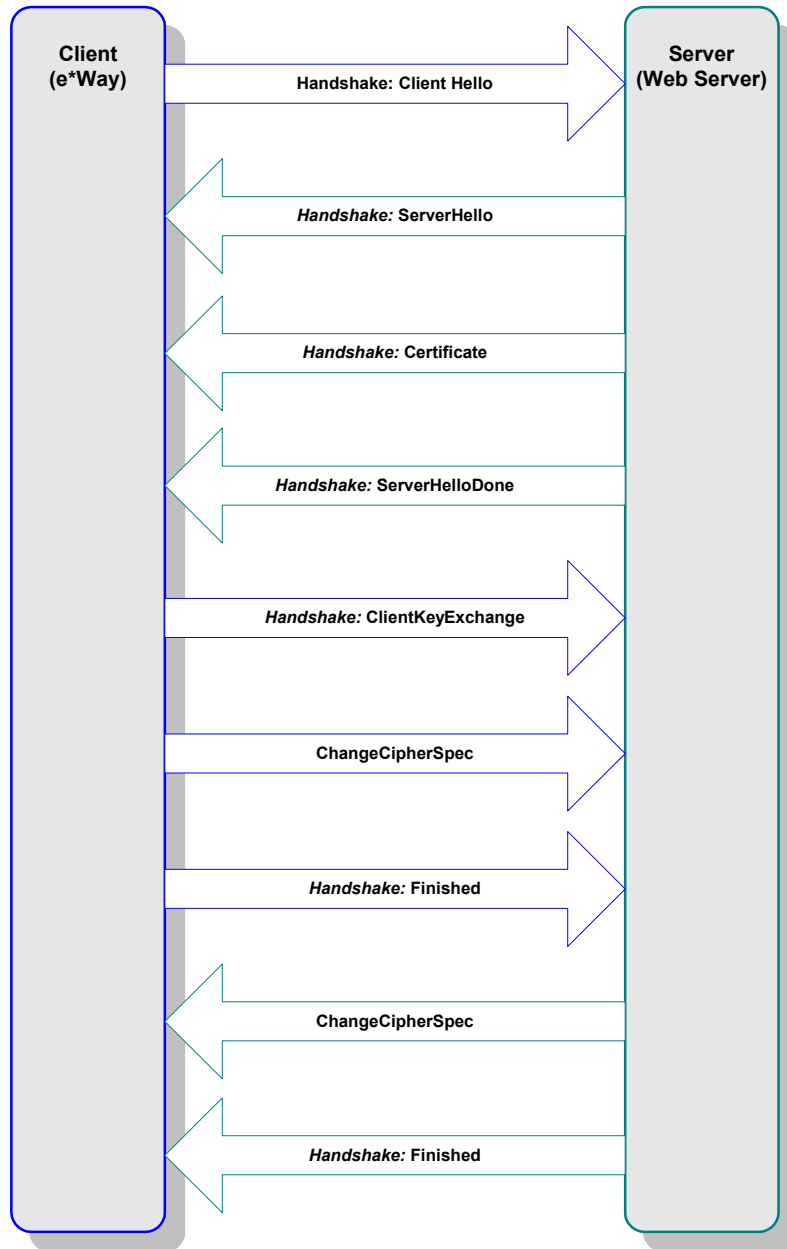 Client
(e*Way)
Server
(Web Server)
Handshake: Client Hello
Handshake: ServerHello
Handshake: Certificate
Handshake: ServerHelloDone
Handshake: ClientKeyExchange
ChangeCipherSpec
Handshake: Finished
ChangeCipherSpec
Handshake: Finished